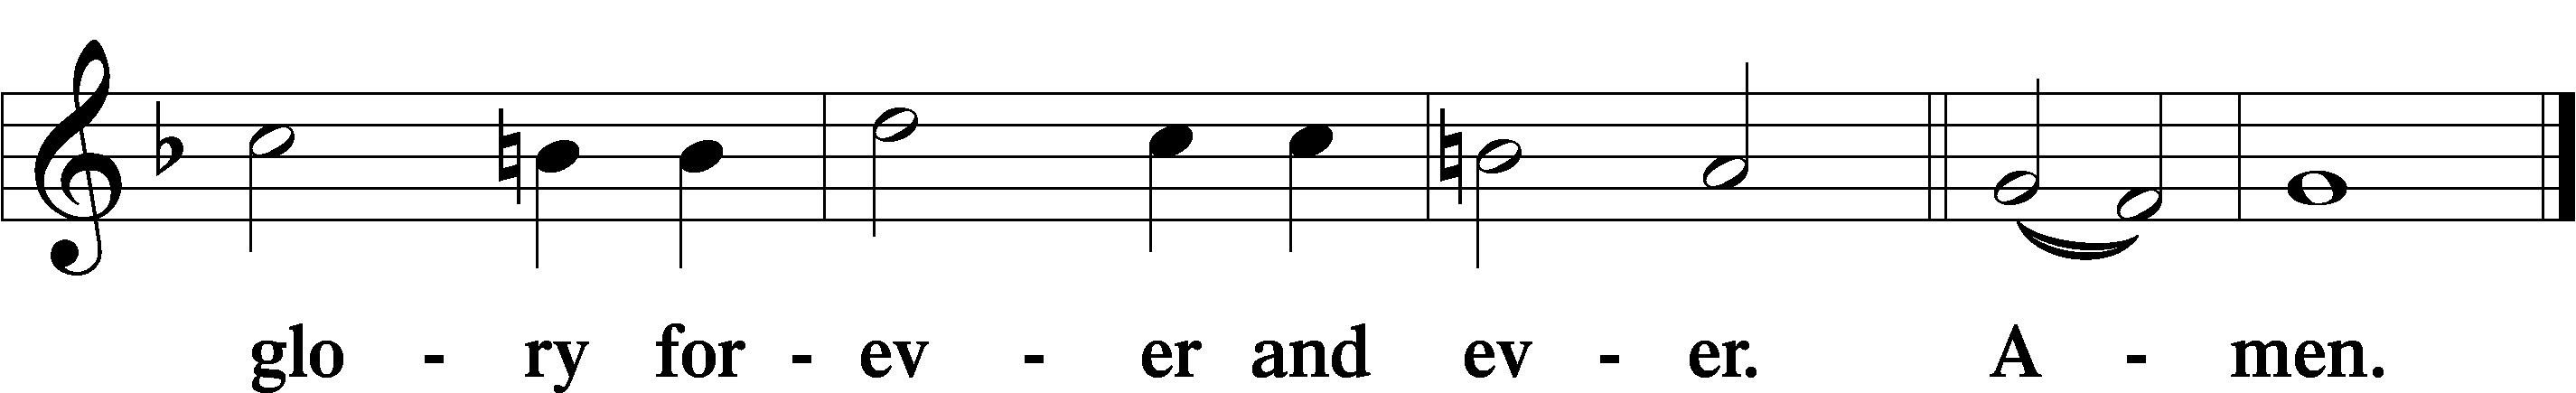 glo - ry for - ev - er and ev - er. A - men.